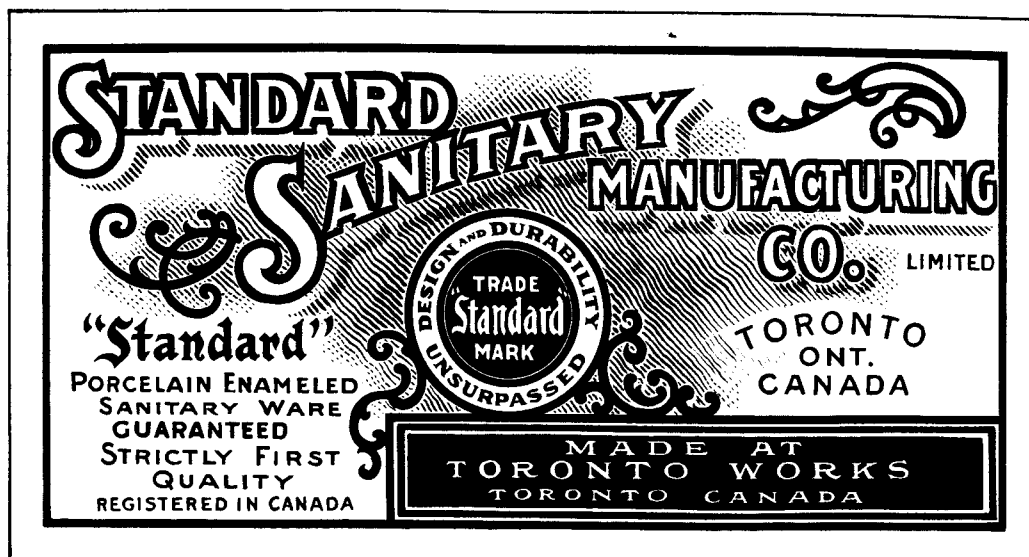 STANDARD
SANITARY
MANUFACTURING
CO. LIMITED
TORONTO
ONT.
CANADA
DESIGN AND DURABILITY
UNSURPASSED
TRADE
"Standard"
MARK
"Standard"
PORCELAIN ENAMELED
SANITARY WARE
GUARANTEED
STRICTLY FIRST
QUALITY
REGISTERED IN CANADA
MADE AT
TORONTO WORKS
TORONTO CANADA